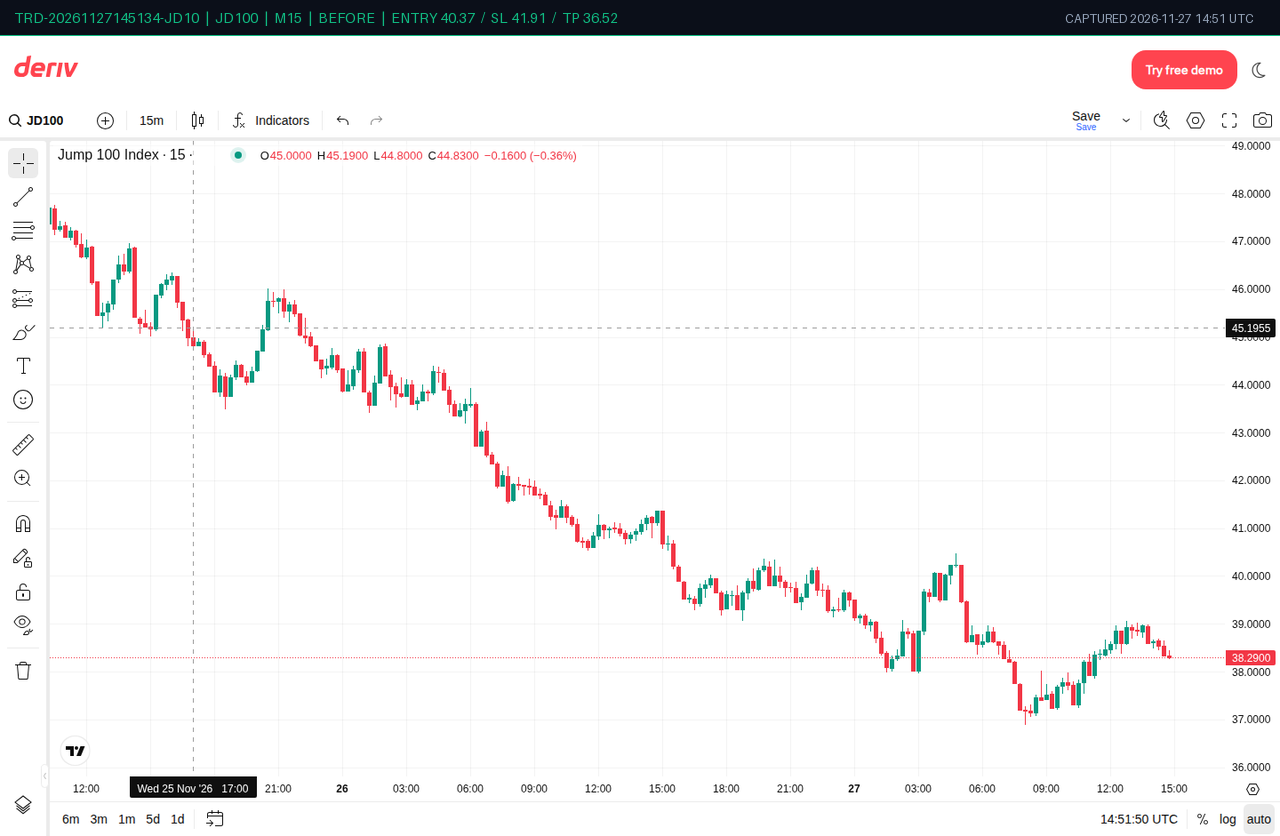 TRD-20261127145134-JD10 | JD100 | M15 | BEFORE | ENTRY 40.37 / SL 41.91 / TP 36.52
CAPTURED 2026-11-27 14:51 UTC
deriv
Try free demo
JD100
15m
Indicators
Save
Save
Jump 100 Index · 15 ·
O45.0000 H45.1900 L44.8000 C44.8300 −0.1600 (−0.36%)
49.0000
48.0000
47.0000
46.0000
45.1955
45.0000
44.0000
43.0000
42.0000
41.0000
40.0000
39.0000
38.2900
38.0000
37.0000
36.0000
12:00
Wed 25 Nov '26 17:00
21:00
26
03:00
06:00
09:00
12:00
15:00
18:00
21:00
27
03:00
06:00
09:00
12:00
15:00
6m
3m
1m
5d
1d
14:51:50 UTC
%
log
auto